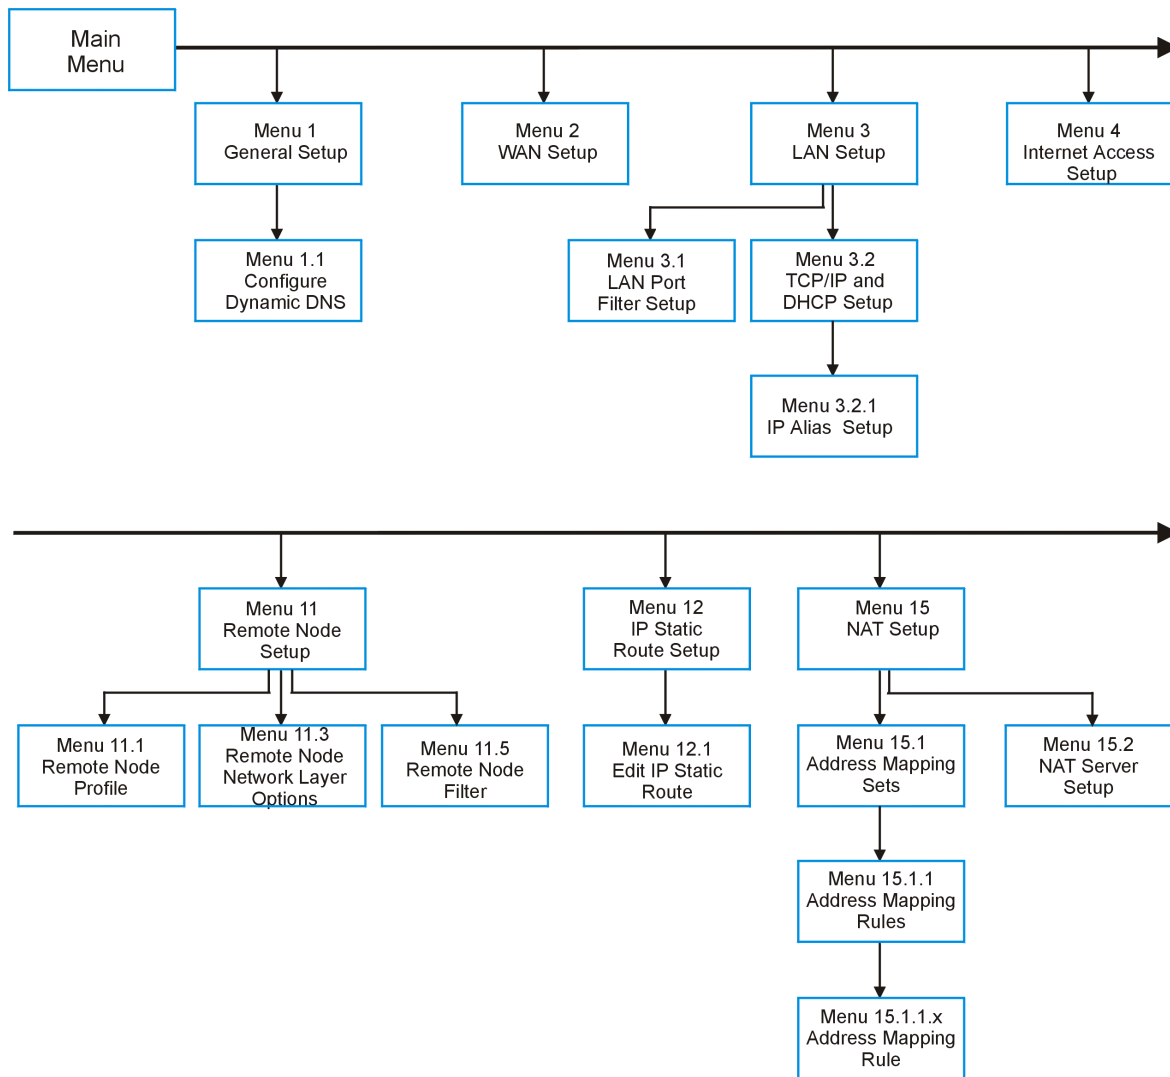 Main
Menu
Menu 1
General Setup
Menu 2
WAN Setup
Menu 3
LAN Setup
Menu 4
Internet Access
Setup
Menu 1.1
Configure
Dynamic DNS
Menu 3.1
LAN Port
Filter Setup
Menu 3.2
TCP/IP and
DHCP Setup
Menu 3.2.1
IP Alias  Setup
Menu 11
Remote Node
Setup
Menu 12
IP Static
Route Setup
Menu 15
NAT Setup
Menu 11.1
Remote Node
Profile
Menu 11.3
Remote Node
Network Layer
Options
Menu 11.5
Remote Node
Filter
Menu 12.1
Edit IP Static
Route
Menu 15.1
Address Mapping
Sets
Menu 15.2
NAT Server
Setup
Menu 15.1.1
Address Mapping
Rules
Menu 15.1.1.x
Address Mapping
Rule